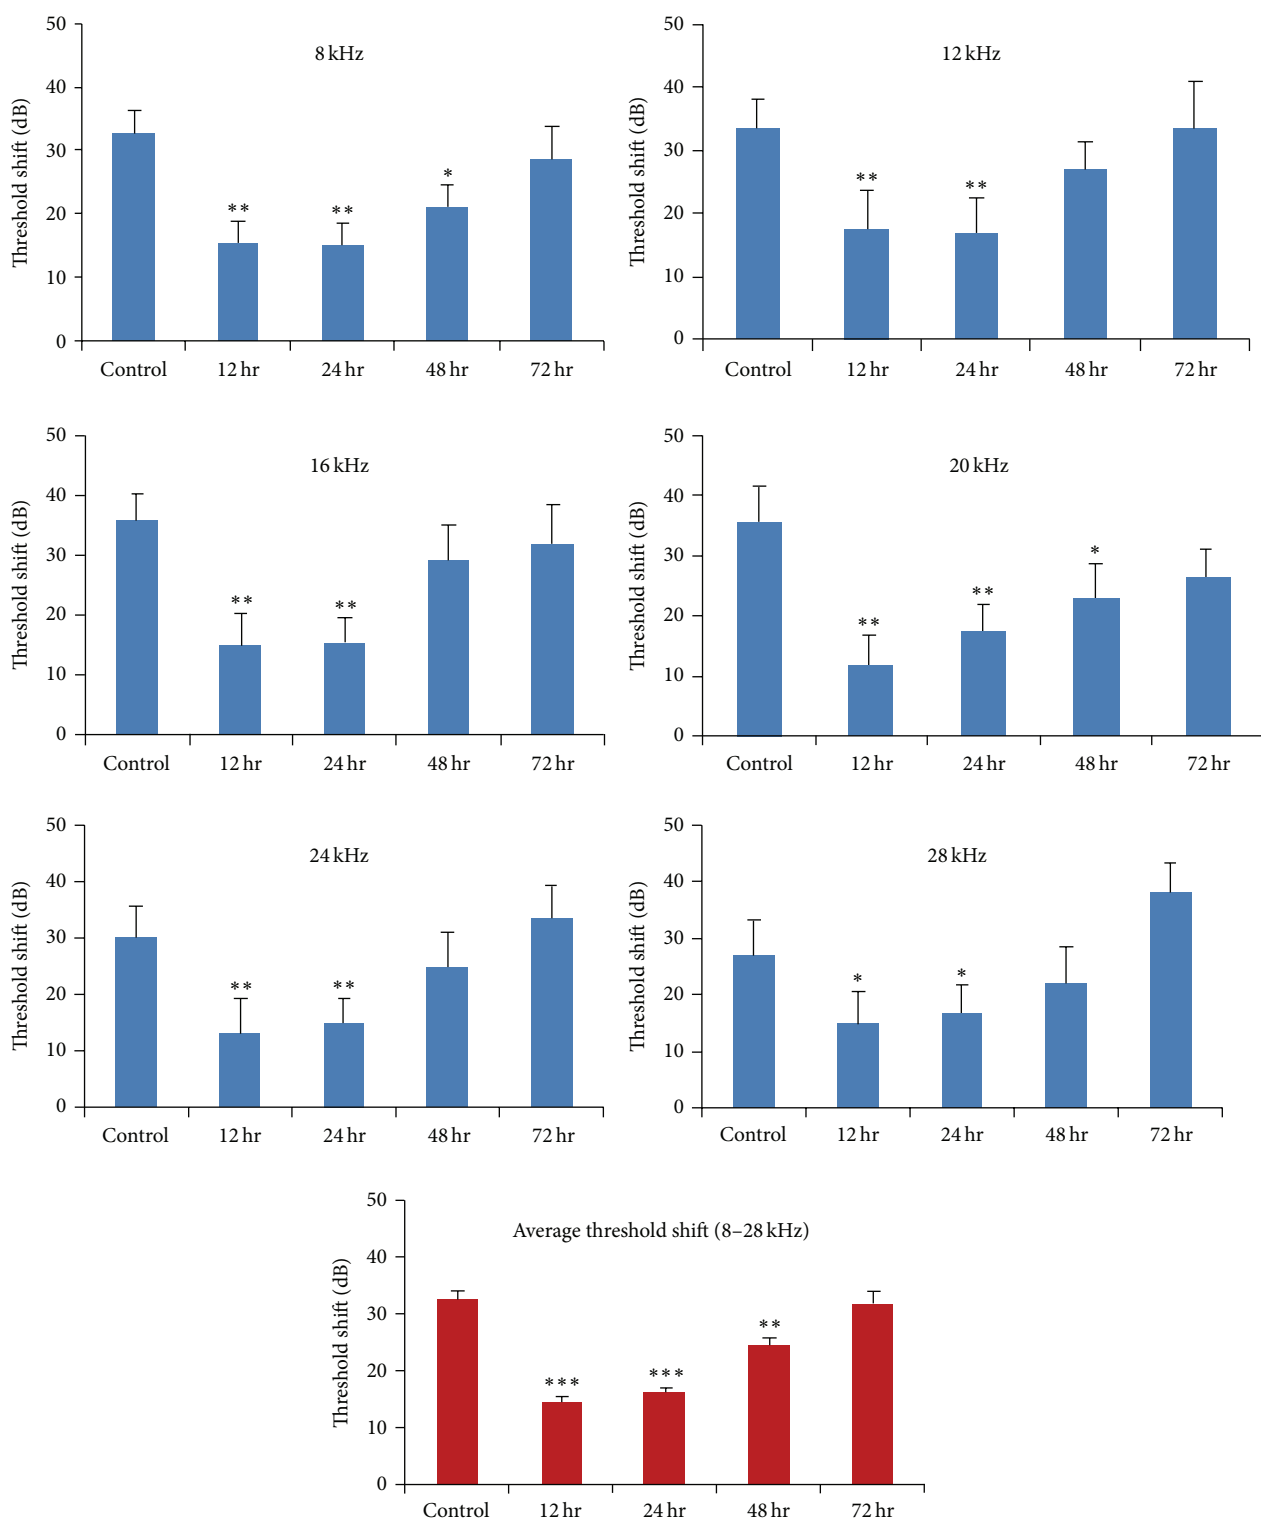 8 kHz
Threshold shift (dB)
50
40
30
20
10
0
** ** *
Control 12 hr 24 hr 48 hr 72 hr
12 kHz
Threshold shift (dB)
50
40
30
20
10
0
** **
Control 12 hr 24 hr 48 hr 72 hr
16 kHz
Threshold shift (dB)
50
40
30
20
10
0
** **
Control 12 hr 24 hr 48 hr 72 hr
20 kHz
Threshold shift (dB)
50
40
30
20
10
0
** ** *
Control 12 hr 24 hr 48 hr 72 hr
24 kHz
Threshold shift (dB)
50
40
30
20
10
0
** **
Control 12 hr 24 hr 48 hr 72 hr
28 kHz
Threshold shift (dB)
50
40
30
20
10
0
* *
Control 12 hr 24 hr 48 hr 72 hr
Average threshold shift (8–28 kHz)
Threshold shift (dB)
50
40
30
20
10
0
*** *** **
Control 12 hr 24 hr 48 hr 72 hr